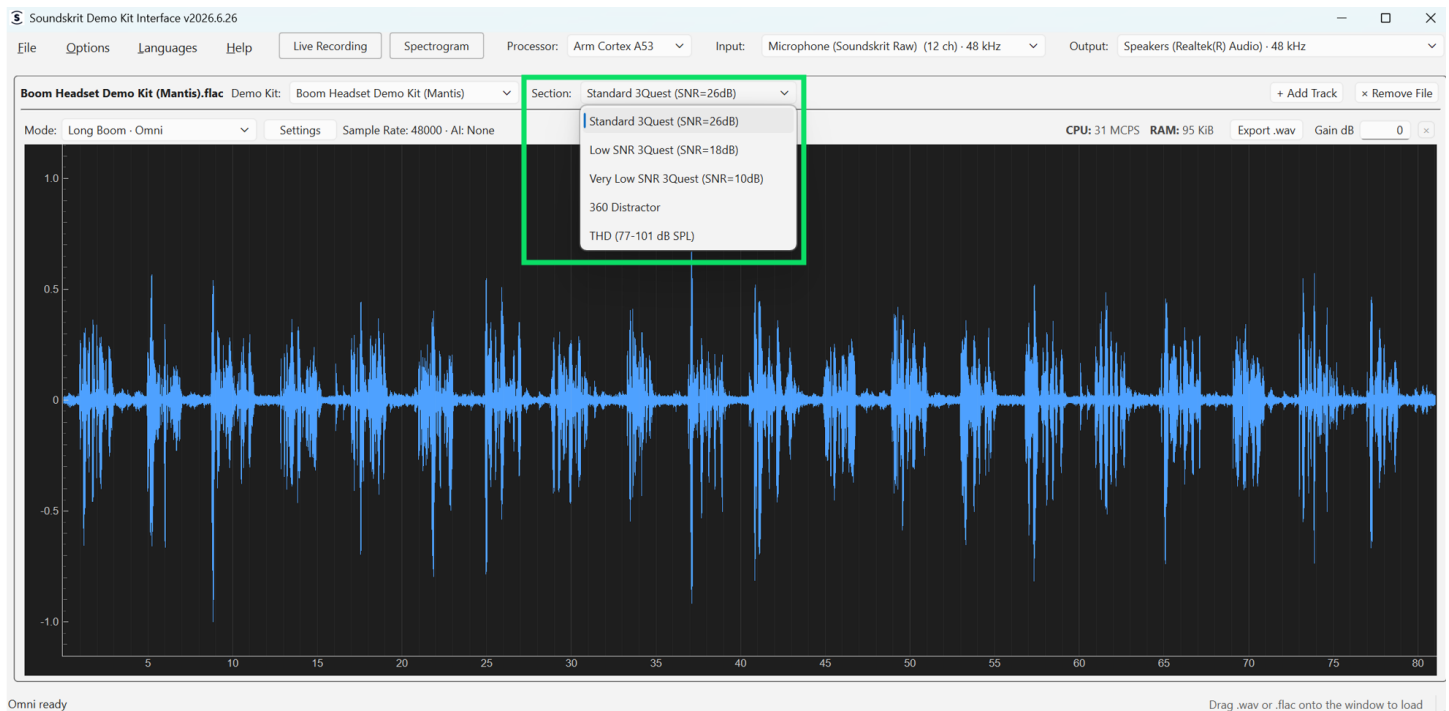 Soundskrit Demo Kit Interface v2026.6.26
File Options Languages Help Live Recording Spectrogram Processor: Arm Cortex A53 Input: Microphone (Soundskrit Raw) (12 ch) · 48 kHz Output: Speakers (Realtek(R) Audio) · 48 kHz
Boom Headset Demo Kit (Mantis).flac Demo Kit: Boom Headset Demo Kit (Mantis) Section: Standard 3Quest (SNR=26dB) + Add Track × Remove File
Mode: Long Boom · Omni Settings Sample Rate: 48000 · AI: None CPU: 31 MCPS RAM: 95 KiB Export .wav Gain dB 0 ×
Standard 3Quest (SNR=26dB)
Low SNR 3Quest (SNR=18dB)
Very Low SNR 3Quest (SNR=10dB)
360 Distractor
THD (77-101 dB SPL)
1.0
0.5
0
-0.5
-1.0
5 10 15 20 25 30 35 40 45 50 55 60 65 70 75 80
Omni ready Drag .wav or .flac onto the window to load